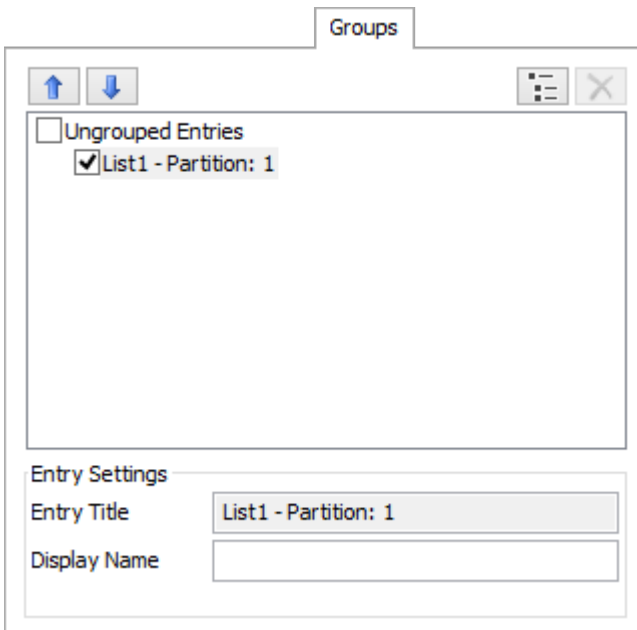 Groups
Ungrouped Entries
List1 - Partition: 1
Entry Settings
Entry Title List1 - Partition: 1
Display Name